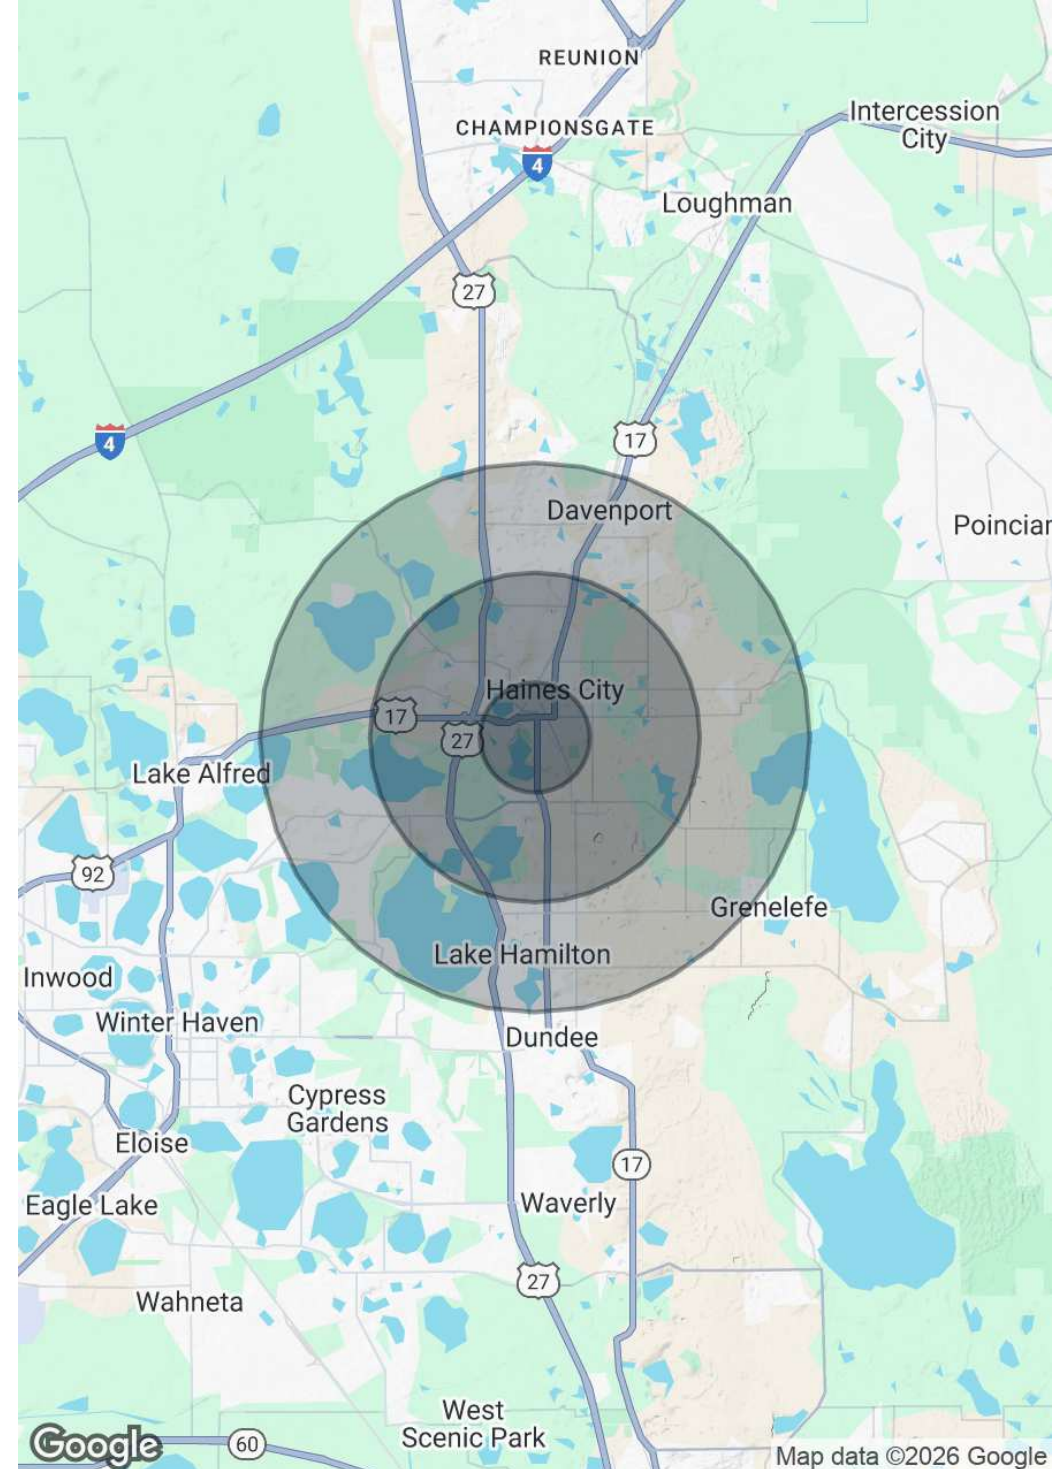 REUNION
Intercession
City
CHAMPIONSGATE
4
Loughman
27
4
17
Davenport
Poincian
Haines City
17
27
Lake Alfred
92
Grenelefe
Lake Hamilton
Inwood
Winter Haven
Dundee
Cypress
Gardens
Eloise
17
Eagle Lake
Waverly
27
Wahneta
West
Scenic Park
Google
60
Map data ©2026 Google